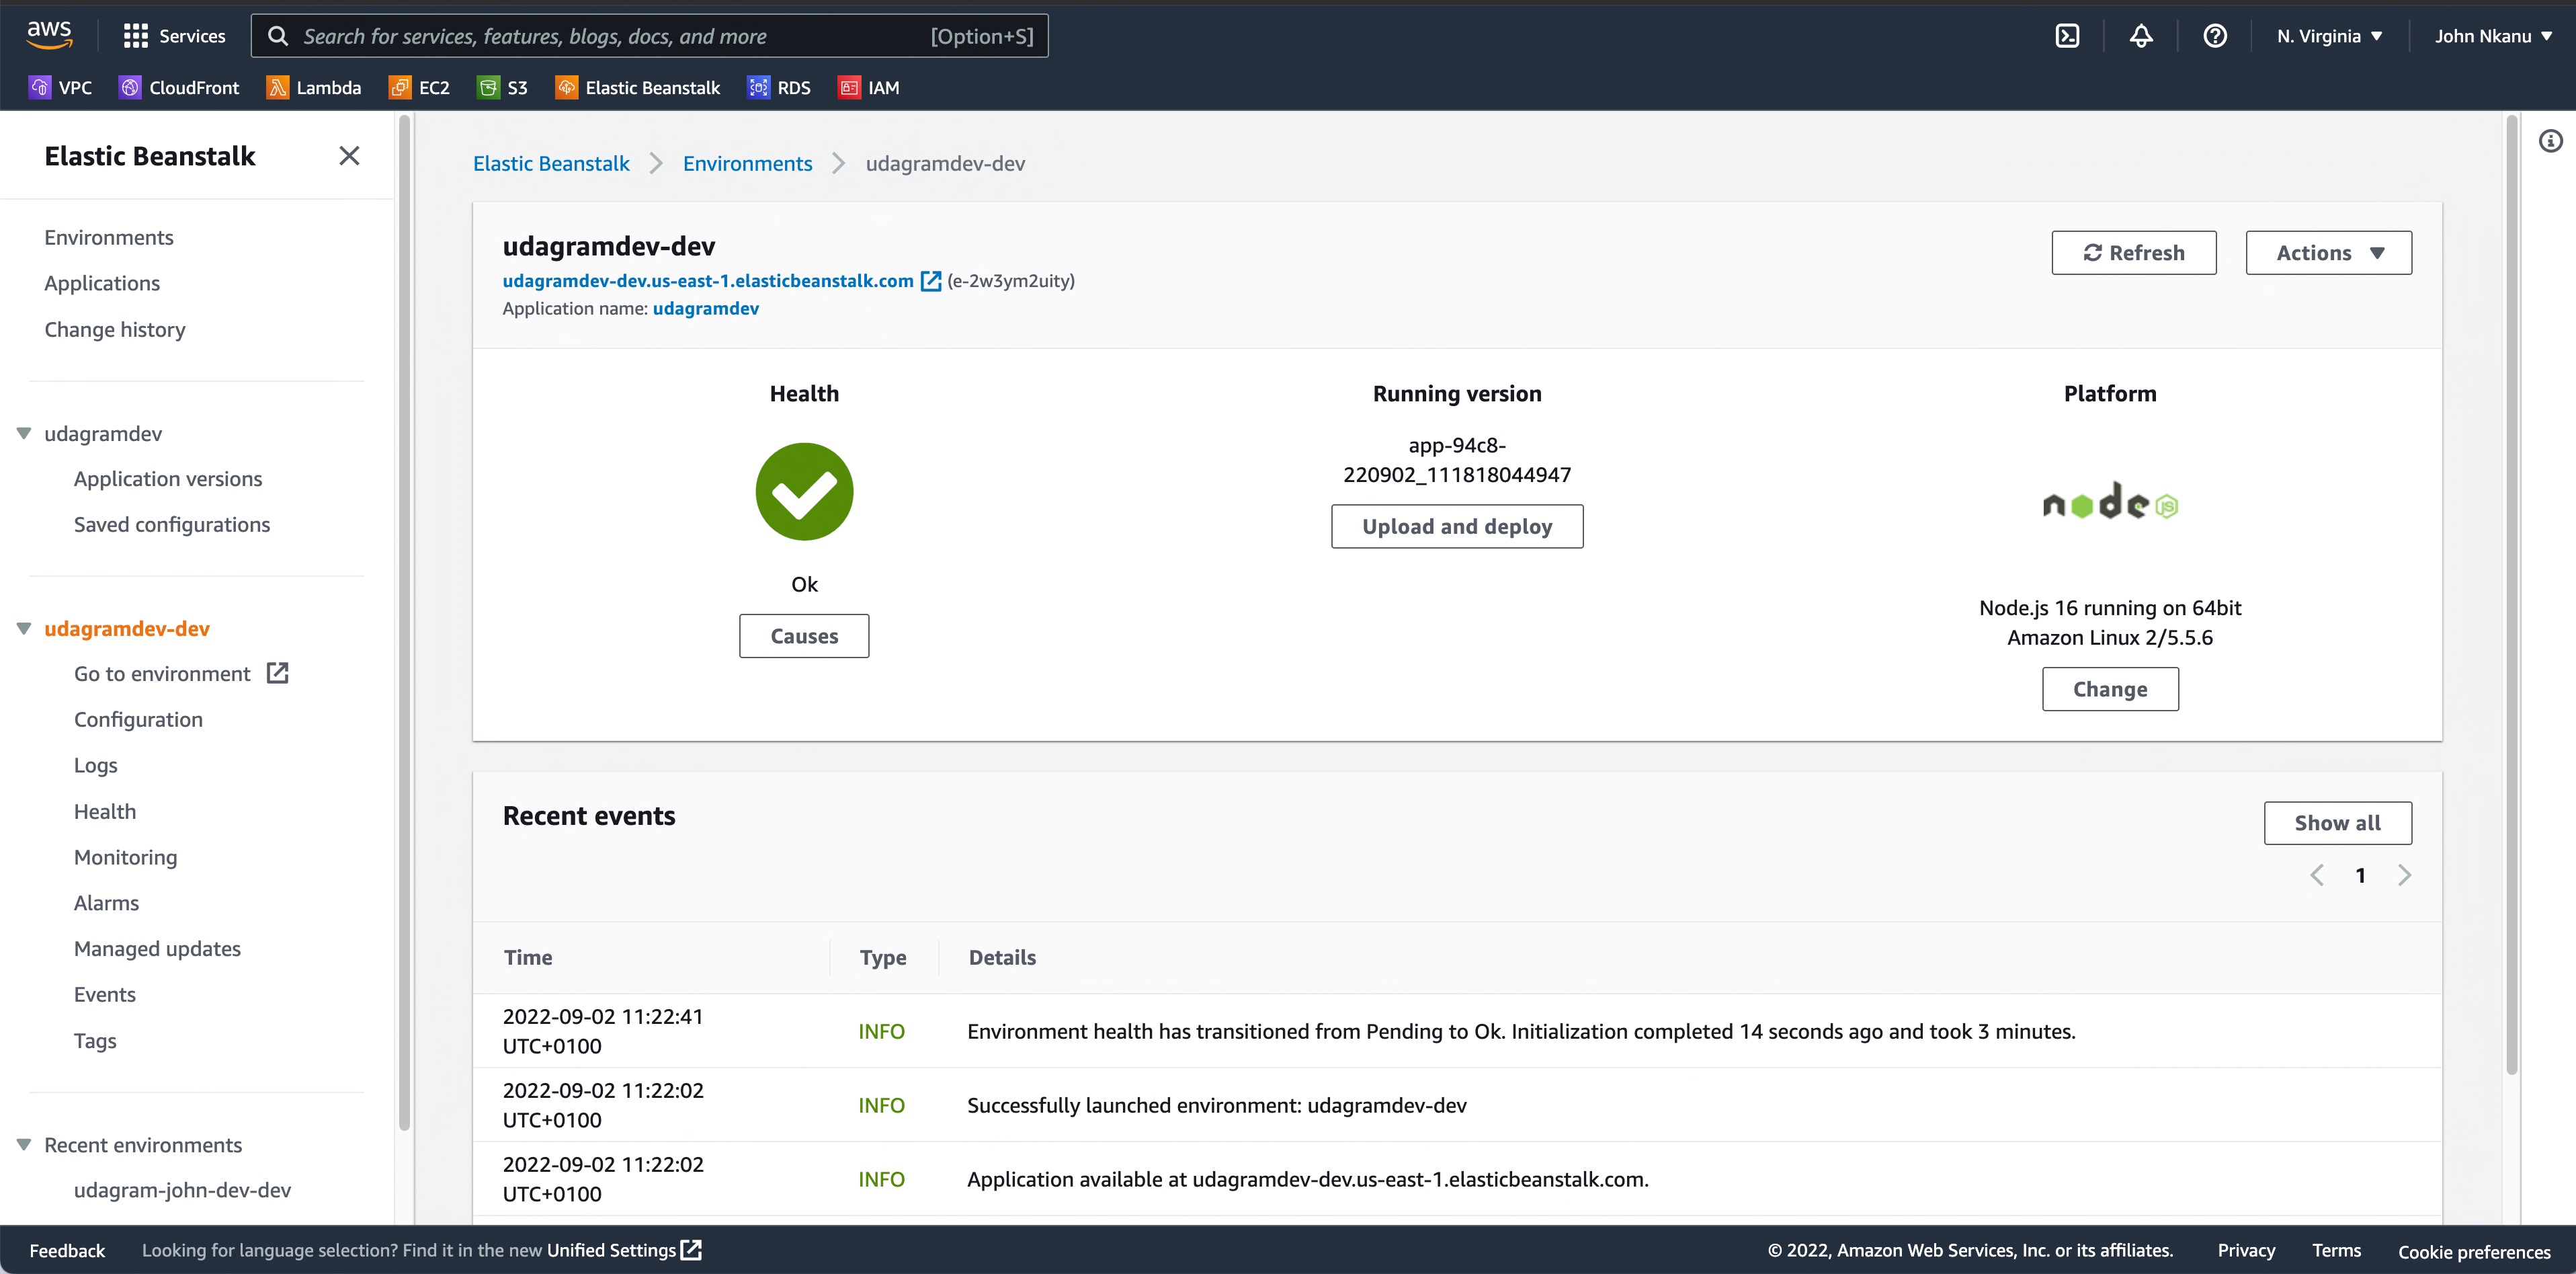 aws
Services
Search for services, features, blogs, docs, and more
[Option+S]
N. Virginia
John Nkanu
VPC
CloudFront
Lambda
EC2
S3
Elastic Beanstalk
RDS
IAM
Elastic Beanstalk
Environments
Applications
Change history
udagramdev
Application versions
Saved configurations
udagramdev-dev
Go to environment
Configuration
Logs
Health
Monitoring
Alarms
Managed updates
Events
Tags
Recent environments
udagram-john-dev-dev
Elastic Beanstalk
Environments
udagramdev-dev
udagramdev-dev
udagramdev-dev.us-east-1.elasticbeanstalk.com (e-2w3ym2uity)
Application name: udagramdev
Refresh
Actions
Health
Ok
Causes
Running version
app-94c8-
220902_111818044947
Upload and deploy
Platform
node JS
Node.js 16 running on 64bit
Amazon Linux 2/5.5.6
Change
Recent events
Show all
1
Time
Type
Details
2022-09-02 11:22:41
UTC+0100
INFO
Environment health has transitioned from Pending to Ok. Initialization completed 14 seconds ago and took 3 minutes.
2022-09-02 11:22:02
UTC+0100
INFO
Successfully launched environment: udagramdev-dev
2022-09-02 11:22:02
UTC+0100
INFO
Application available at udagramdev-dev.us-east-1.elasticbeanstalk.com.
Feedback
Looking for language selection? Find it in the new Unified Settings
© 2022, Amazon Web Services, Inc. or its affiliates.
Privacy
Terms
Cookie preferences